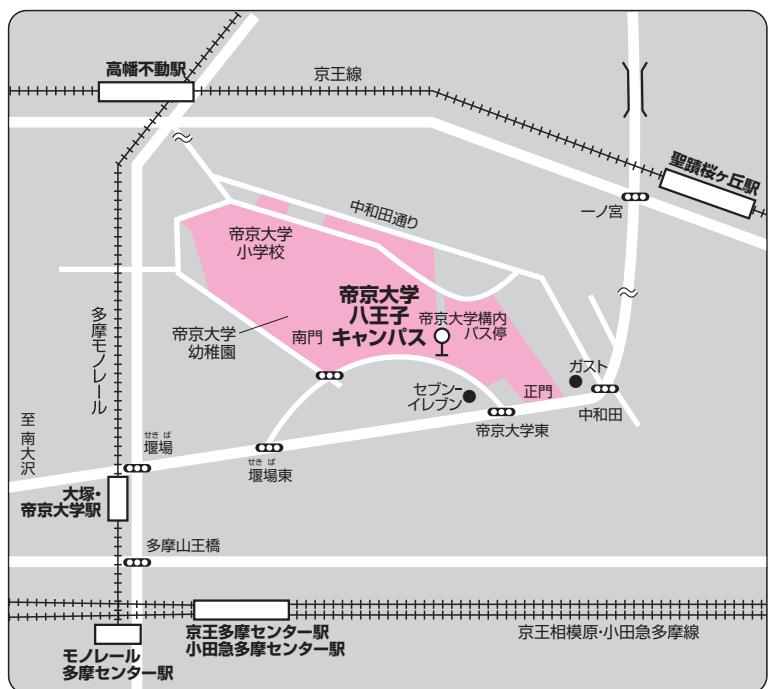 高幡不動駅
京王線
聖蹟桜ヶ丘駅
一ノ宮
中和田通り
帝京大学
小学校
帝京大学
八王子
キャンパス
帝京大学構内
バス停
帝京大学
幼稚園
南門
多摩モノレール
ガスト
セブン-
イレブン
正門
中和田
帝京大学東
至 南大沢
せき ば
堰場
せき ば
堰場東
大塚・
帝京大学駅
多摩山王橋
京王多摩センター駅
小田急多摩センター駅
京王相模原・小田急多摩線
モノレール
多摩センター駅